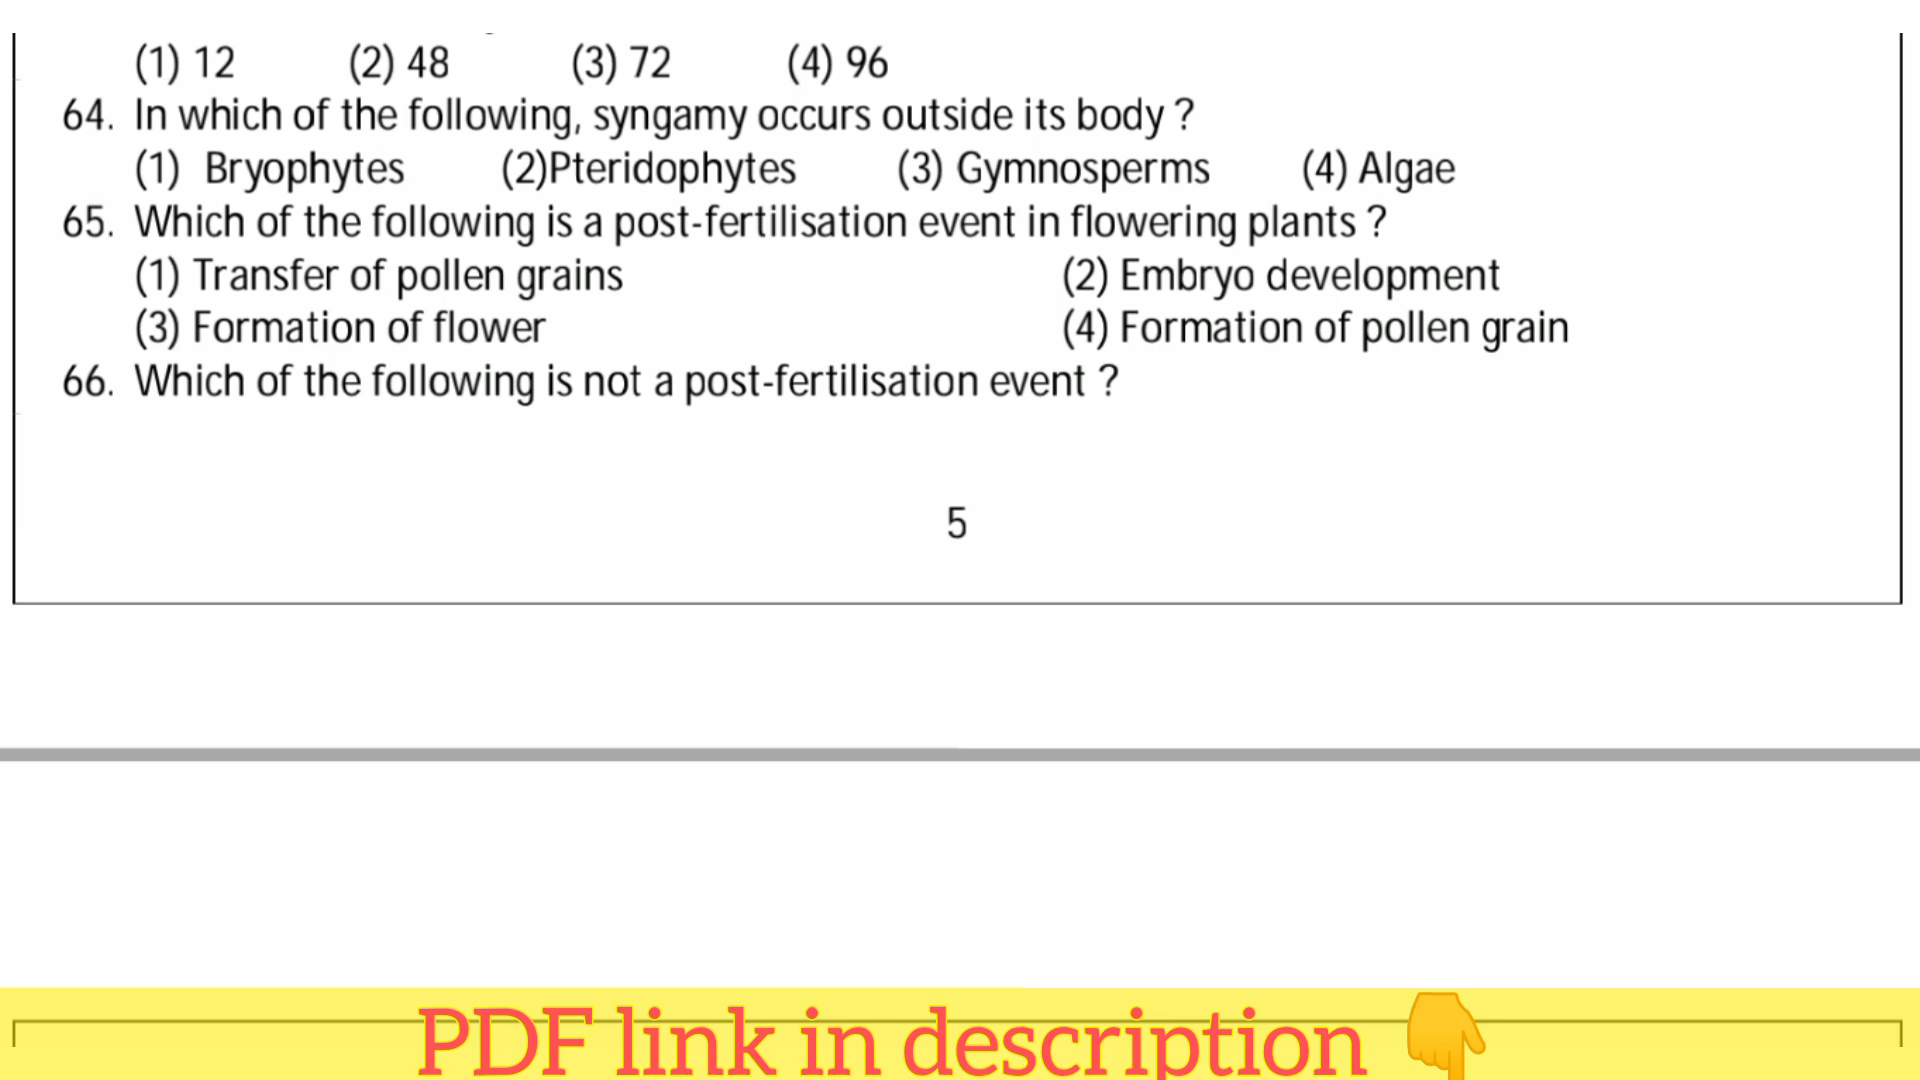 (1) 12 (2) 48 (3) 72 (4) 96
64. In which of the following, syngamy occurs outside its body ?
(1) Bryophytes (2)Pteridophytes (3) Gymnosperms (4) Algae
65. Which of the following is a post-fertilisation event in flowering plants ?
(1) Transfer of pollen grains (2) Embryo development
(3) Formation of flower (4) Formation of pollen grain
66. Which of the following is not a post-fertilisation event ?
5
PDF link in description 👇